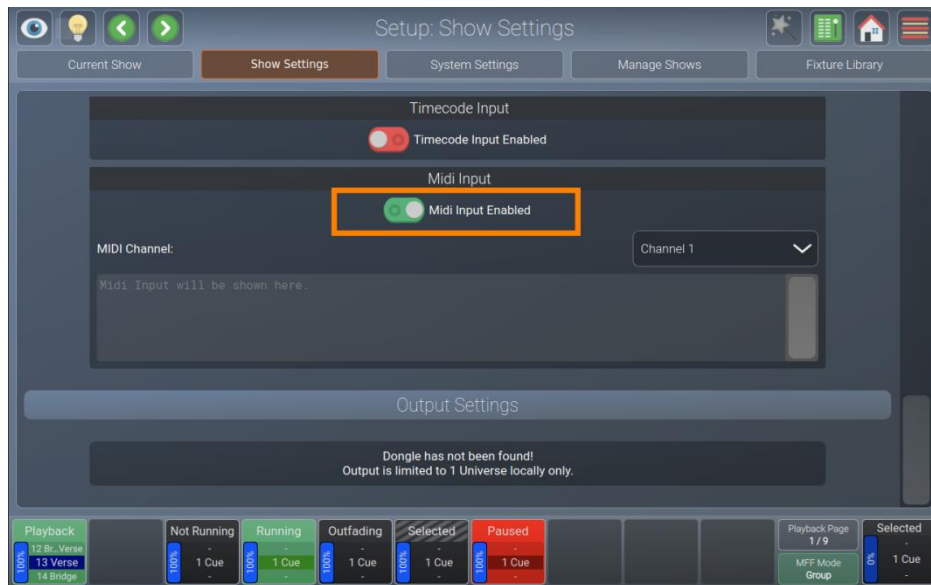 Setup: Show Settings
Current Show
Show Settings
System Settings
Manage Shows
Fixture Library
Timecode Input
Timecode Input Enabled
Midi Input
Midi Input Enabled
MIDI Channel:
Channel 1
Midi Input will be shown here.
Output Settings
Dongle has not been found!
Output is limited to 1 Universe locally only.
Playback
12 Br...Verse
13 Verse
14 Bridge
Not Running
100%
-
1 Cue
-
Running
100%
-
1 Cue
-
Outfading
100%
-
1 Cue
-
Selected
100%
-
1 Cue
-
Paused
100%
-
1 Cue
-
Playback Page
1 / 9
MFF Mode
Group
Selected
0%
-
1 Cue
-